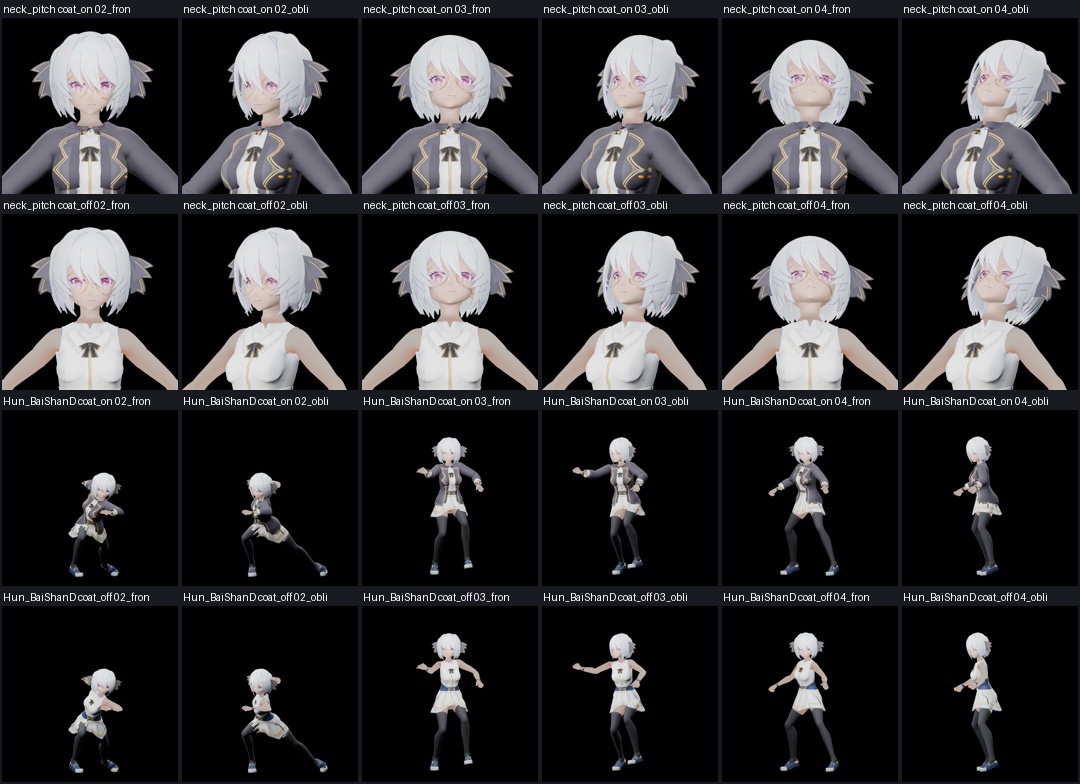 neck_pitch coat_on 02_fron
neck_pitch coat_on 02_obli
neck_pitch coat_on 03_fron
neck_pitch coat_on 03_obli
neck_pitch coat_on 04_fron
neck_pitch coat_on 04_obli
neck_pitch coat_off 02_fron
neck_pitch coat_off 02_obli
neck_pitch coat_off 03_fron
neck_pitch coat_off 03_obli
neck_pitch coat_off 04_fron
neck_pitch coat_off 04_obli
Hun_BaiShanD coat_on 02_fron
Hun_BaiShanD coat_on 02_obli
Hun_BaiShanD coat_on 03_fron
Hun_BaiShanD coat_on 03_obli
Hun_BaiShanD coat_on 04_fron
Hun_BaiShanD coat_on 04_obli
Hun_BaiShanD coat_off 02_fron
Hun_BaiShanD coat_off 02_obli
Hun_BaiShanD coat_off 03_fron
Hun_BaiShanD coat_off 03_obli
Hun_BaiShanD coat_off 04_fron
Hun_BaiShanD coat_off 04_obli